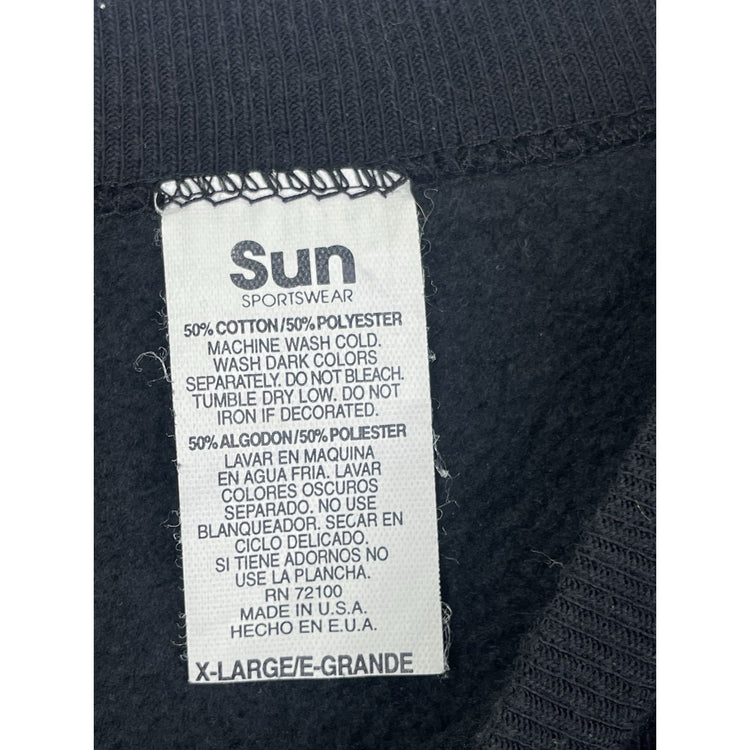 Sun
SPORTSWEAR
50% COTTON/50% POLYESTER
MACHINE WASH COLD.
WASH DARK COLORS
SEPARATELY. DO NOT BLEACH.
TUMBLE DRY LOW. DO NOT
IRON IF DECORATED.
50% ALGODON/50% POLIESTER
LAVAR EN MAQUINA
EN AGUA FRIA. LAVAR
COLORES OSCUROS
SEPARADO. NO USE
BLANQUEADOR. SECAR EN
CICLO DELICADO.
SI TIENE ADORNOS NO
USE LA PLANCHA.
RN 72100
MADE IN U.S.A.
HECHO EN E.U.A.
X-LARGE/E-GRANDE